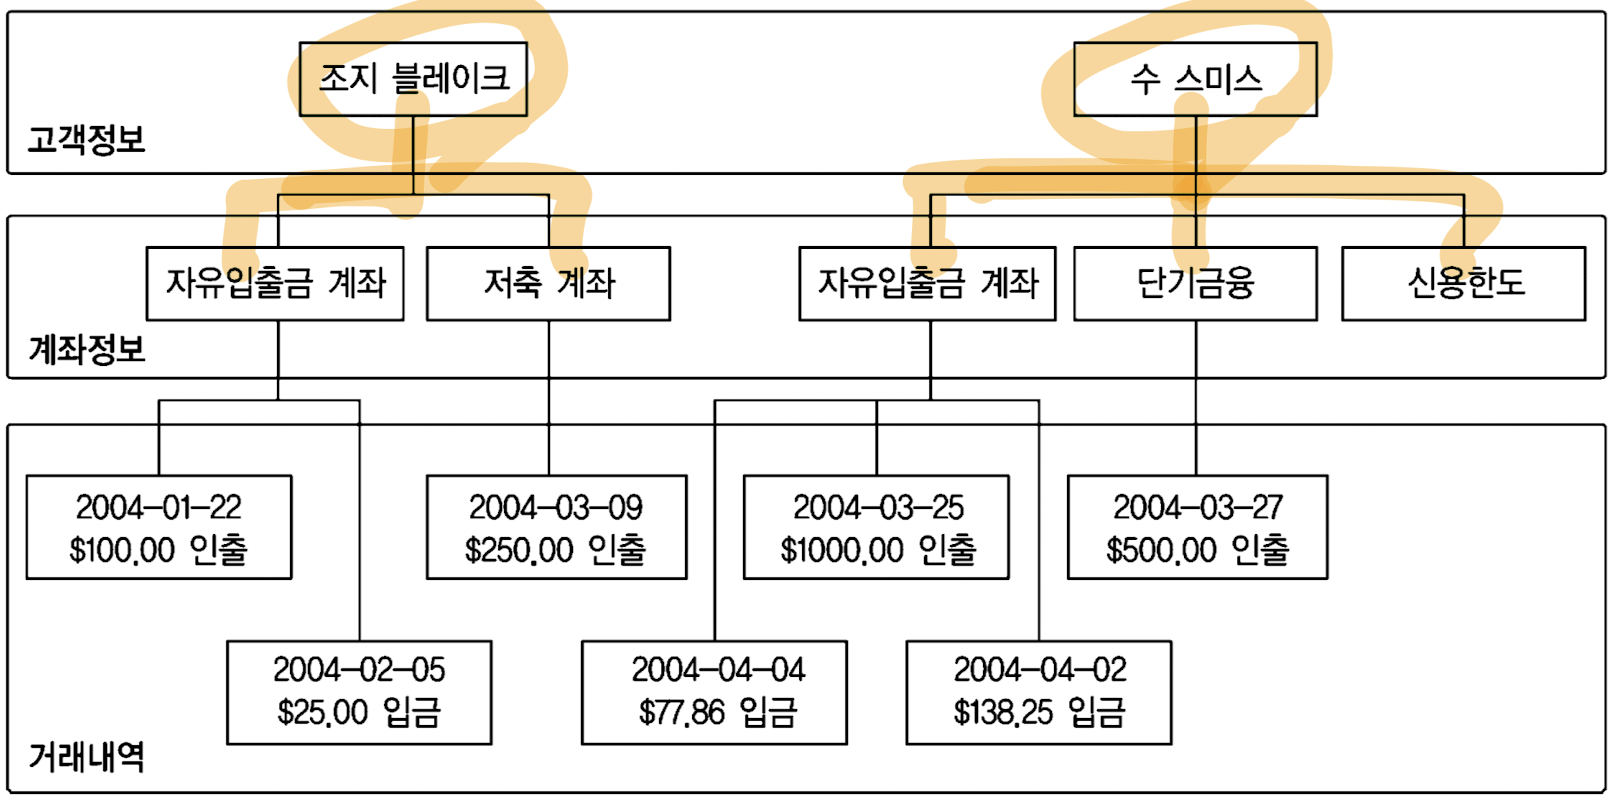 조지 블레이크
수 스미스
고객정보
자유입출금 계좌
저축 계좌
자유입출금 계좌
단기금융
신용한도
계좌정보
2004-01-22
$100.00 인출
2004-03-09
$250.00 인출
2004-03-25
$1000.00 인출
2004-03-27
$500.00 인출
2004-02-05
$25.00 입금
2004-04-04
$77.86 입금
2004-04-02
$138.25 입금
거래내역